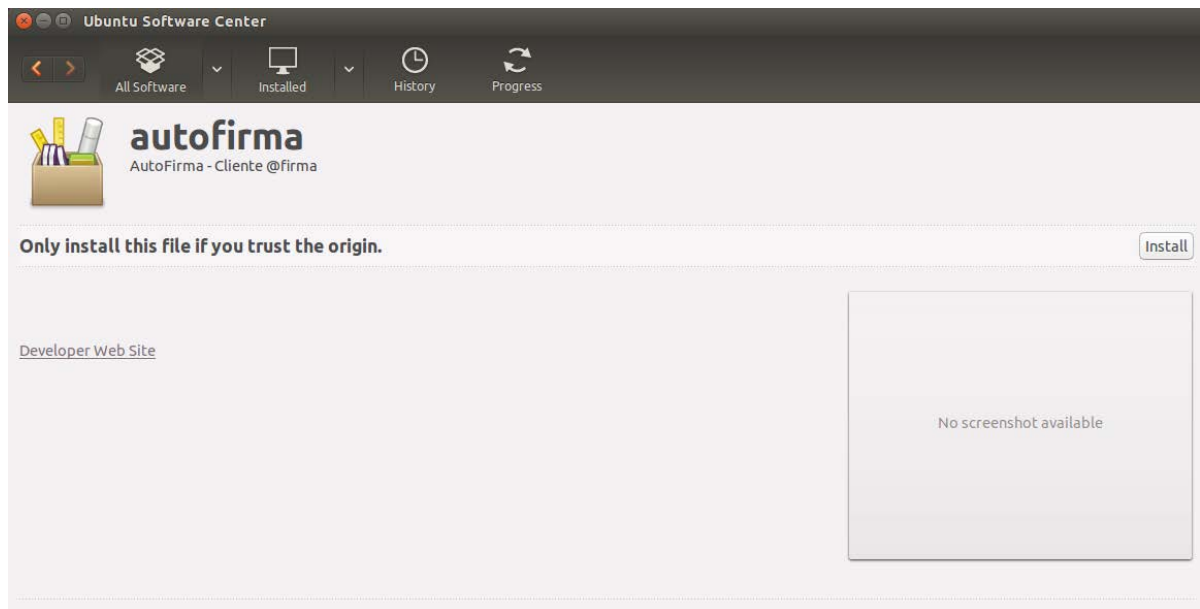 Ubuntu Software Center
All Software
Installed
History
Progress
autofirma
AutoFirma - Cliente @firma
Only install this file if you trust the origin.
Install
Developer Web Site
No screenshot available